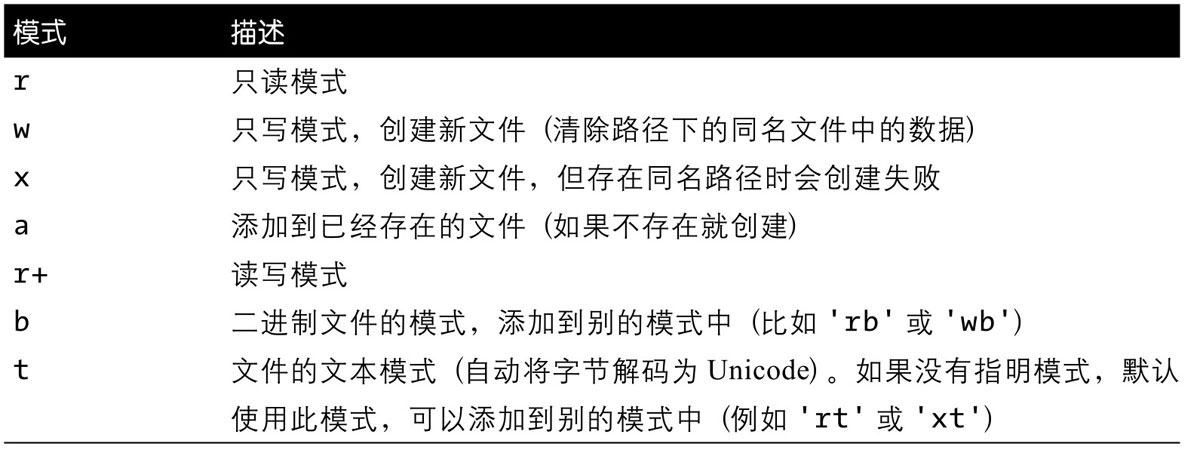 模式 描述
r 只读模式
w 只写模式，创建新文件（清除路径下的同名文件中的数据）
x 只写模式，创建新文件，但存在同名路径时会创建失败
a 添加到已经存在的文件（如果不存在就创建）
r+ 读写模式
b 二进制文件的模式，添加到别的模式中（比如 'rb' 或 'wb'）
t 文件的文本模式（自动将字节解码为 Unicode）。如果没有指明模式，默认
使用此模式，可以添加到别的模式中（例如 'rt' 或 'xt'）